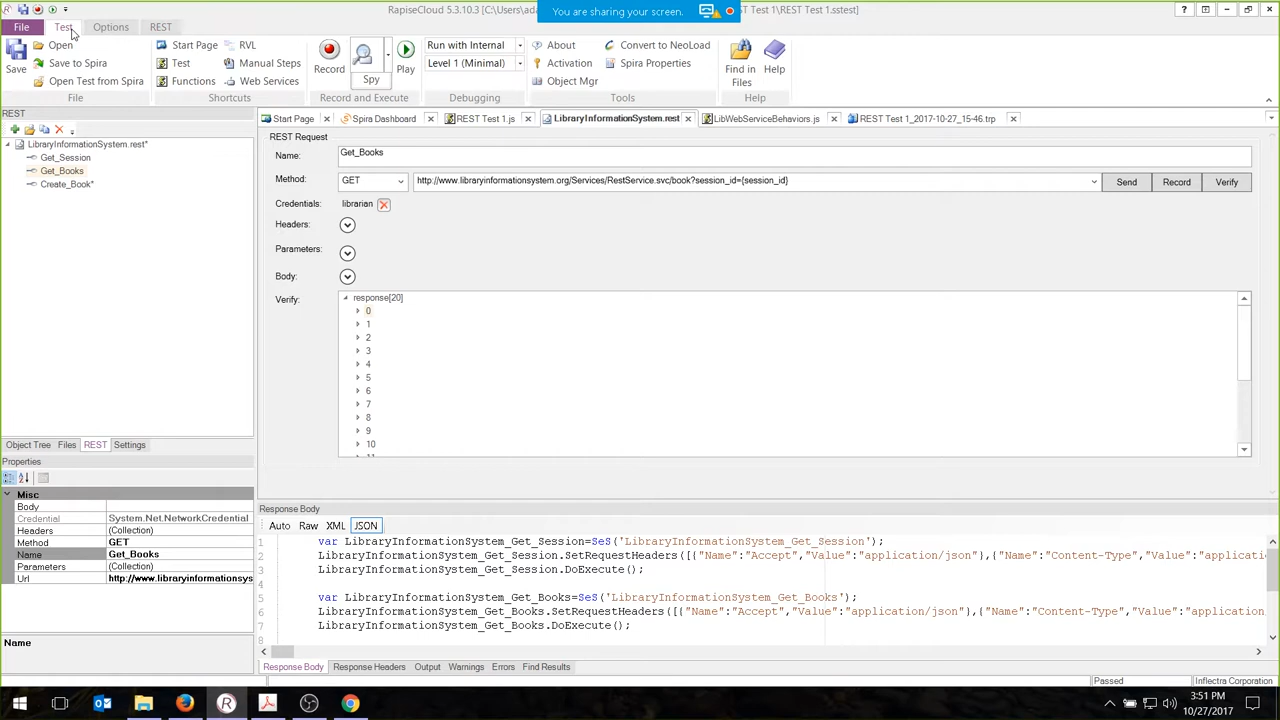 RapiseCloud 5.3.10.3 [C:\Users\ad
You are sharing your screen.
T Test 1\REST Test 1.sstest]
File Test Options REST
Save
Open
Save to Spira
Open Test from Spira
File
Start Page
Test
Functions
RVL
Manual Steps
Web Services
Shortcuts
Record
Spy
Play
Record and Execute
Run with Internal
Level 1 (Minimal)
Debugging
About
Activation
Object Mgr
Convert to NeoLoad
Spira Properties
Tools
Find in
Files
Help
Help
REST
LibraryInformationSystem.rest*
Get_Session
Get_Books
Create_Book*
Object Tree Files REST Settings
Properties
Misc
Body
Credential System.Net.NetworkCredential
Headers (Collection)
Method GET
Name Get_Books
Parameters (Collection)
Url http://www.libraryinformationsys
Name
Start Page
Spira Dashboard
REST Test 1.js
LibraryInformationSystem.rest
LibWebServiceBehaviors.js
REST Test 1_2017-10-27_15-46.trp
REST Request
Name: Get_Books
Method: GET http://www.libraryinformationsystem.org/Services/RestService.svc/book?session_id={session_id} Send Record Verify
Credentials: librarian
Headers:
Parameters:
Body:
Verify: response[20]
0
1
2
3
4
5
6
7
8
9
10
11
Response Body
Auto Raw XML JSON
1 var LibraryInformationSystem_Get_Session=SeS('LibraryInformationSystem_Get_Session');
2 LibraryInformationSystem_Get_Session.SetRequestHeaders([{"Name":"Accept","Value":"application/json"},{"Name":"Content-Type","Value":"applicatio
3 LibraryInformationSystem_Get_Session.DoExecute();
4
5 var LibraryInformationSystem_Get_Books=SeS('LibraryInformationSystem_Get_Books');
6 LibraryInformationSystem_Get_Books.SetRequestHeaders([{"Name":"Accept","Value":"application/json"},{"Name":"Content-Type","Value":"application,
7 LibraryInformationSystem_Get_Books.DoExecute();
8
Response Body Response Headers Output Warnings Errors Find Results
Passed Inflectra Corporation
3:51 PM
10/27/2017